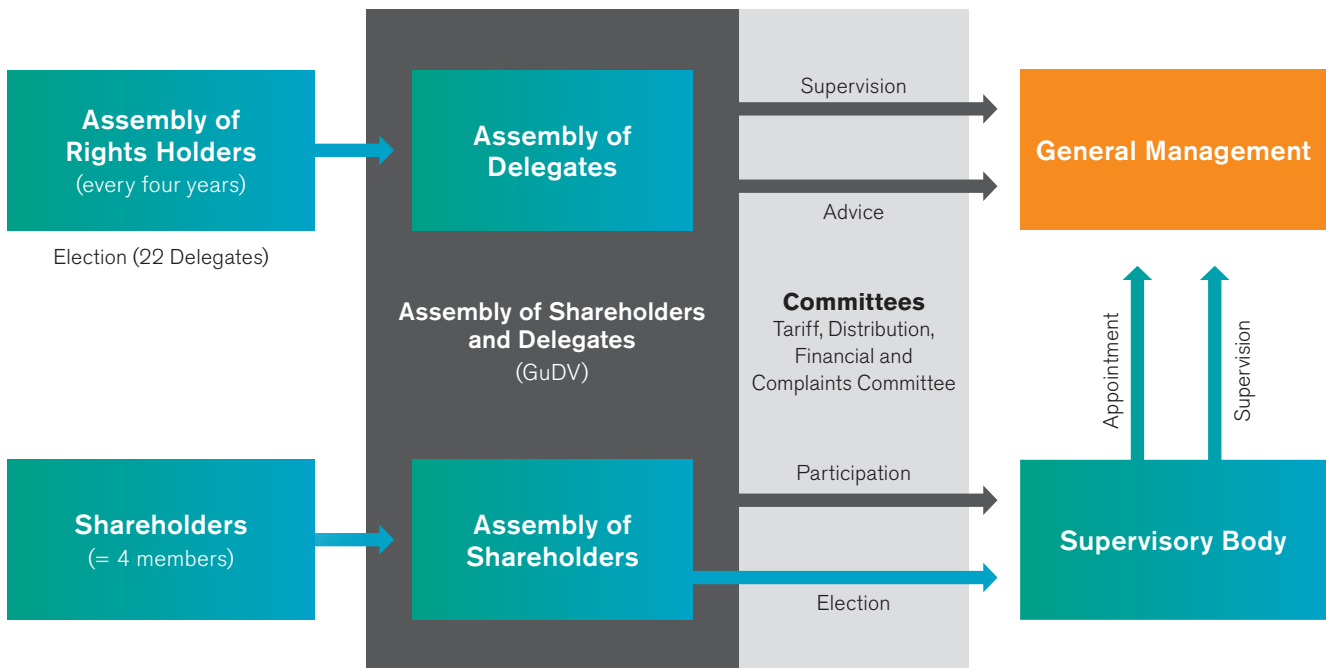 Assembly of
Rights Holders
(every four years)
Election (22 Delegates)
Assembly of
Delegates
Supervision
Advice
General Management
Assembly of Shareholders
and Delegates
(GuDV)
Committees
Tariff, Distribution,
Financial and
Complaints Committee
Appointment
Supervision
Shareholders
(= 4 members)
Assembly of
Shareholders
Participation
Election
Supervisory Body